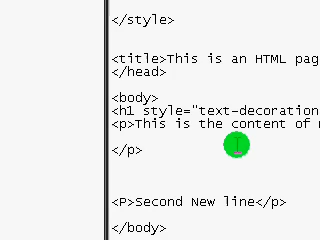 </style>
<title>This is an HTML pag
</head>
<body>
<h1 style="text-decoration
<p>This is the content of
</p>
<P>Second New line</p>
</body>